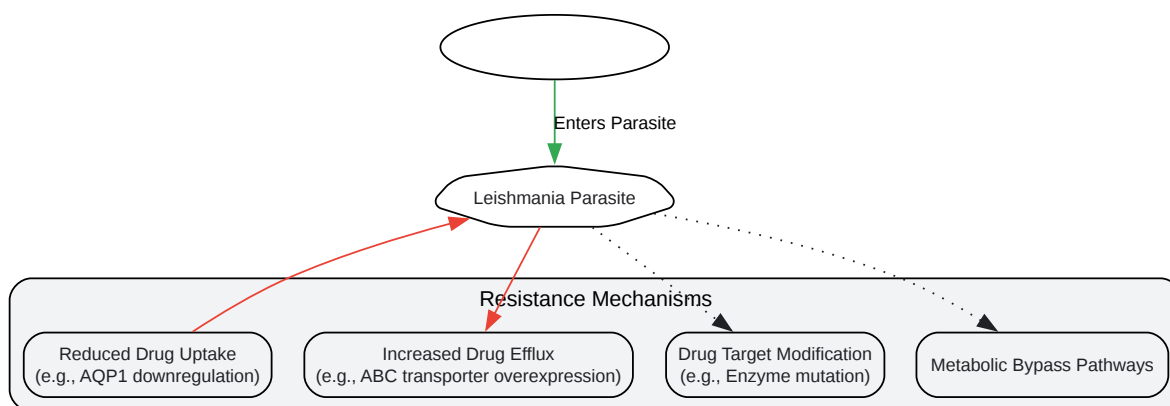 Enters Parasite
Leishmania Parasite
Resistance Mechanisms
Reduced Drug Uptake
(e.g., AQP1 downregulation)
Increased Drug Efflux
(e.g., ABC transporter overexpression)
Drug Target Modification
(e.g., Enzyme mutation)
Metabolic Bypass Pathways